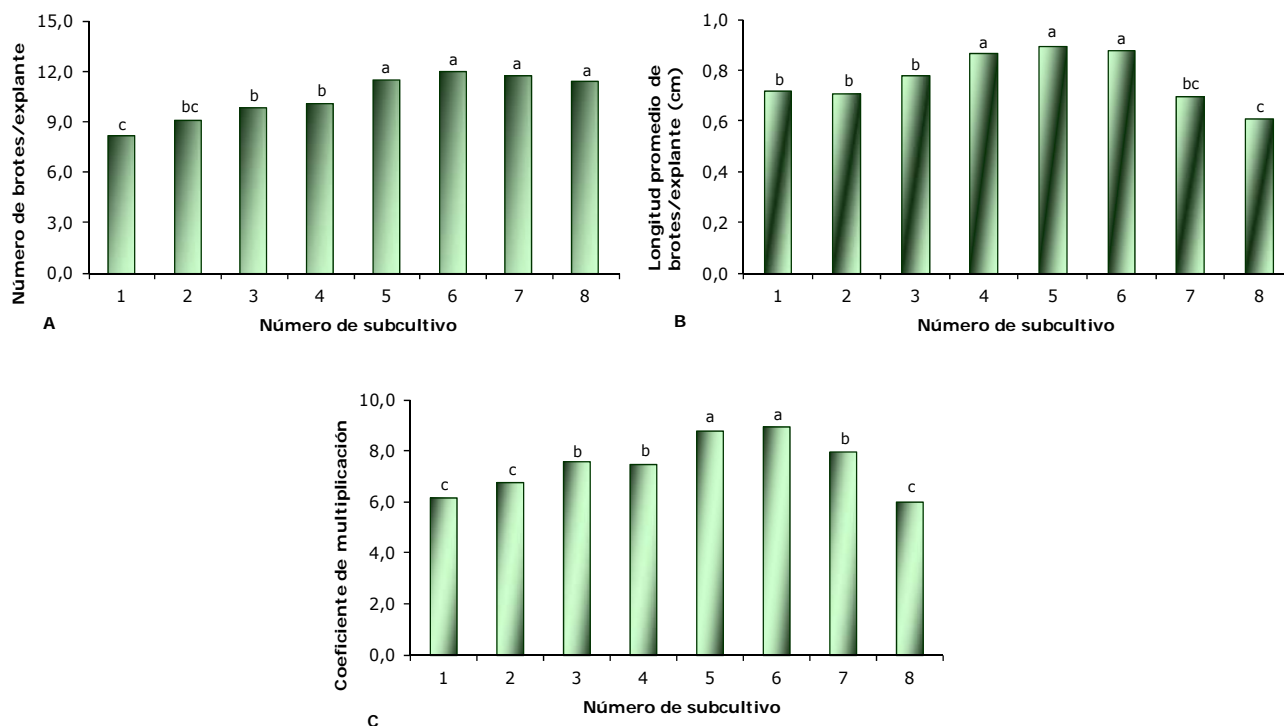 15,0
12,0
9,0
6,0
3,0
0,0
Número de brotes/explante
c
bc
b
b
a
a
a
a
1 2 3 4 5 6 7 8
Número de subcultivo
A
1,0
0,8
0,6
0,4
0,2
0,0
Longitud promedio de
brotes/explante (cm)
b
b
b
a
a
a
bc
c
1 2 3 4 5 6 7 8
Número de subcultivo
B
10,0
8,0
6,0
4,0
2,0
0,0
Coeficiente de multiplicación
c
c
b
b
a
a
b
c
1 2 3 4 5 6 7 8
Número de subcultivo
C